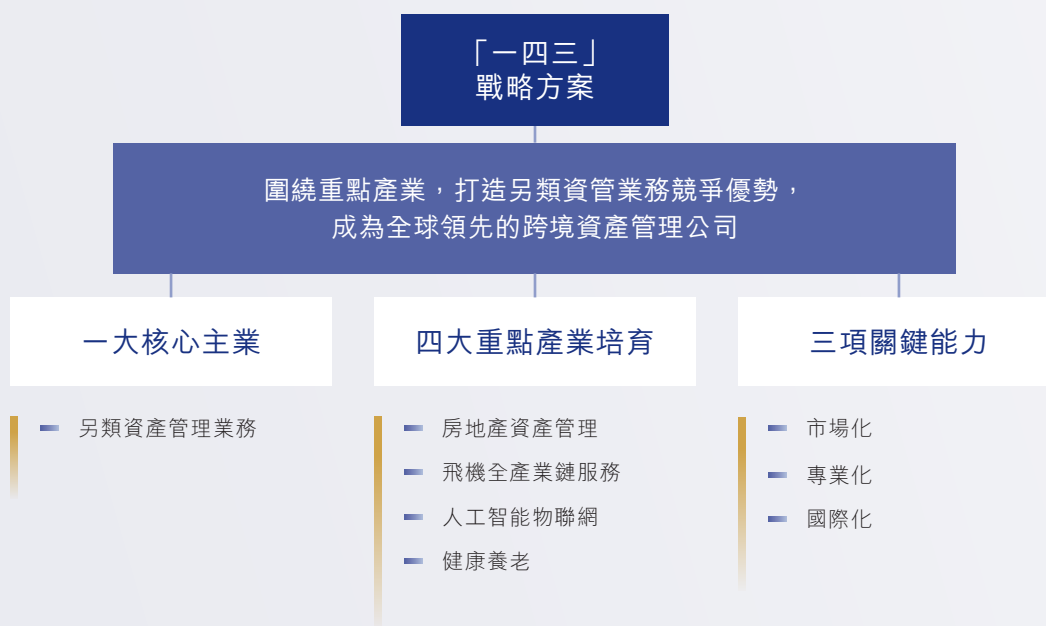 「一四三」
戰略方案
圍繞重點產業，打造另類資管業務競爭優勢，
成為全球領先的跨境資產管理公司
一大核心主業
另類資產管理業務
四大重點產業培育
房地產資產管理
飛機全產業鏈服務
人工智能物聯網
健康養老
三項關鍵能力
市場化
專業化
國際化